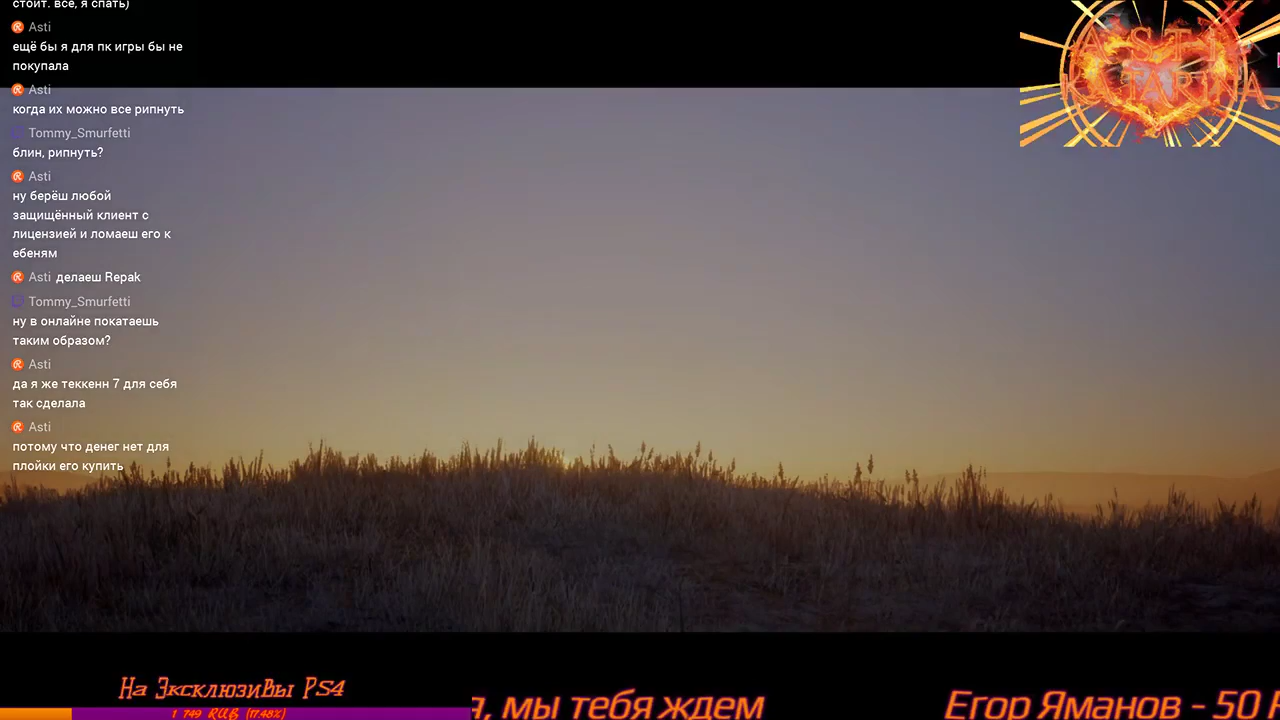 стоит. все, я спать)
Asti
ещё бы я для пк игры бы не
покупала
Asti
когда их можно все рипнуть
Tommy_Smurfetti
блин, рипнуть?
Asti
ну берёш любой
защищённый клиент с
лицензией и ломаеш его к
ебеням
Asti делаеш Repak
Tommy_Smurfetti
ну в онлайне покатаешь
таким образом?
Asti
да я же теккенн 7 для себя
так сделала
Asti
потому что денег нет для
плойки его купить
ASTI
KATARINA
На Эксклюзивы PS4
1 749 RUB (17.48%)
, мы тебя ждем
Егор Яманов - 50